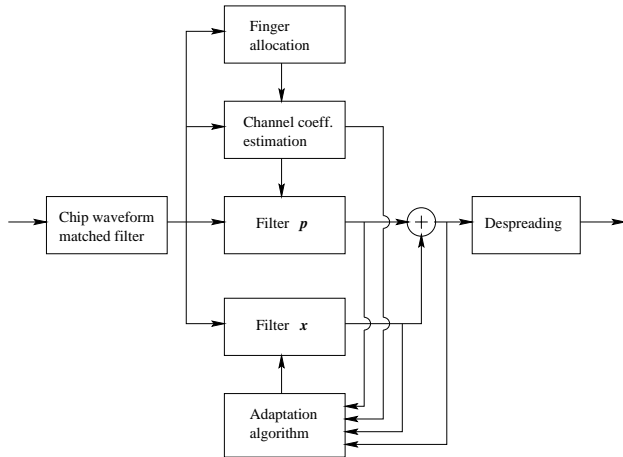 Finger
allocation
Channel coeff.
estimation
Chip waveform
matched filter
Filter p
+
Despreading
Filter x
Adaptation
algorithm